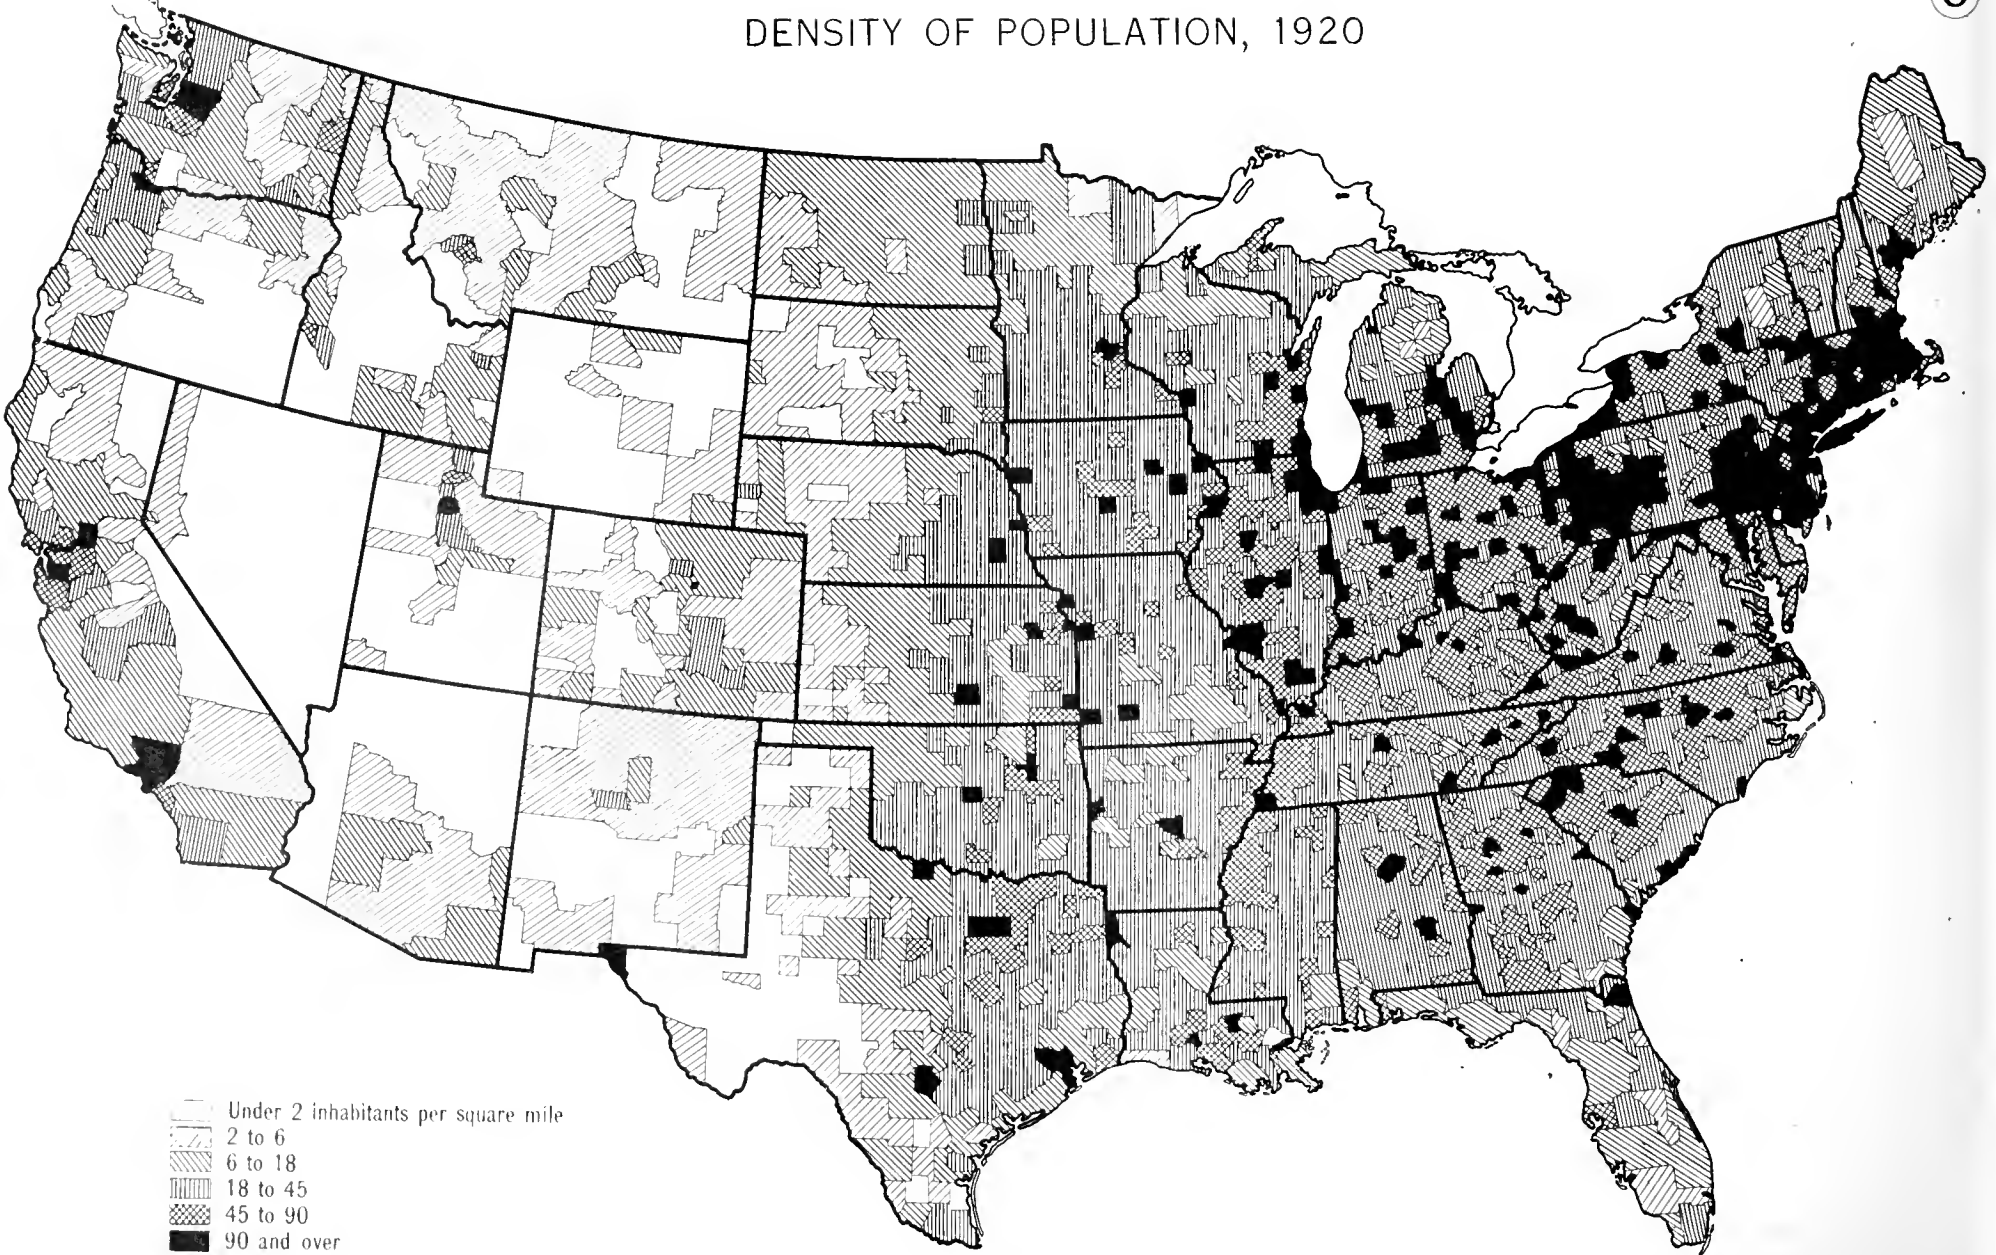 DENSITY OF POPULATION, 1920
Under 2 inhabitants per square mile
2 to 6
6 to 18
18 to 45
45 to 90
90 and over